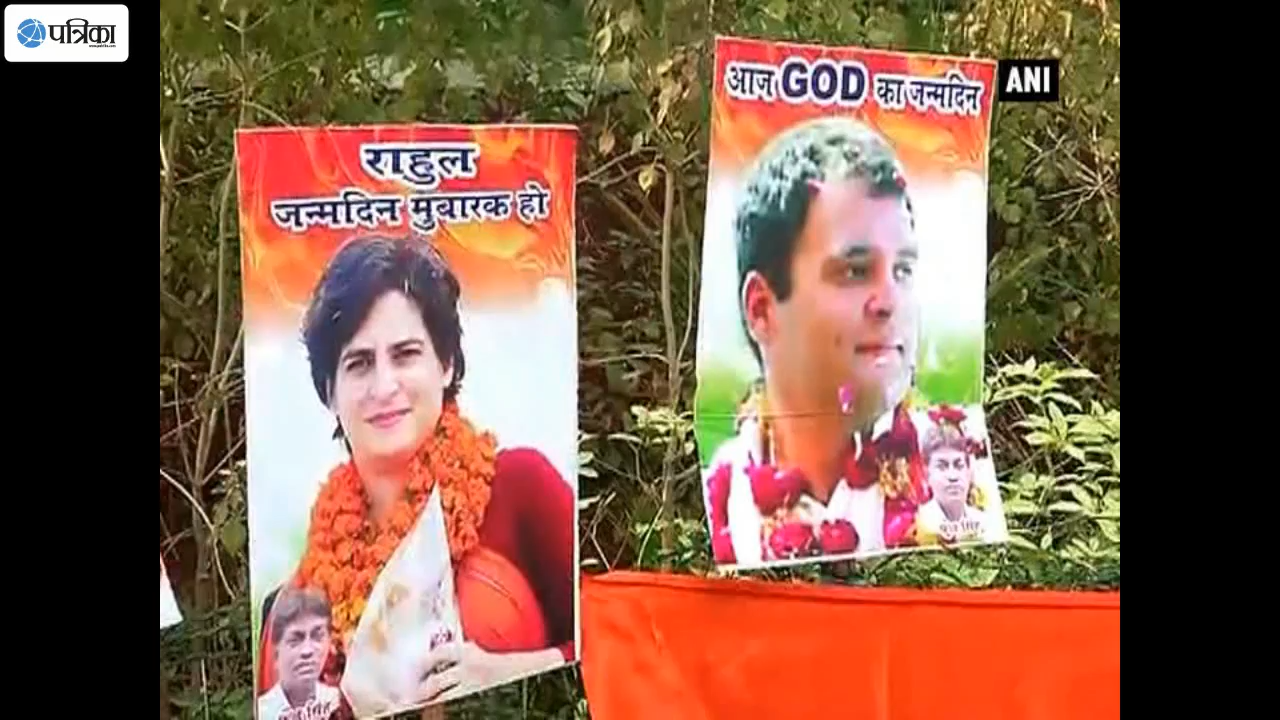 पत्रिका
ANI
राहुल
जन्मदिन मुबारक हो
आज GOD का जन्मदिन